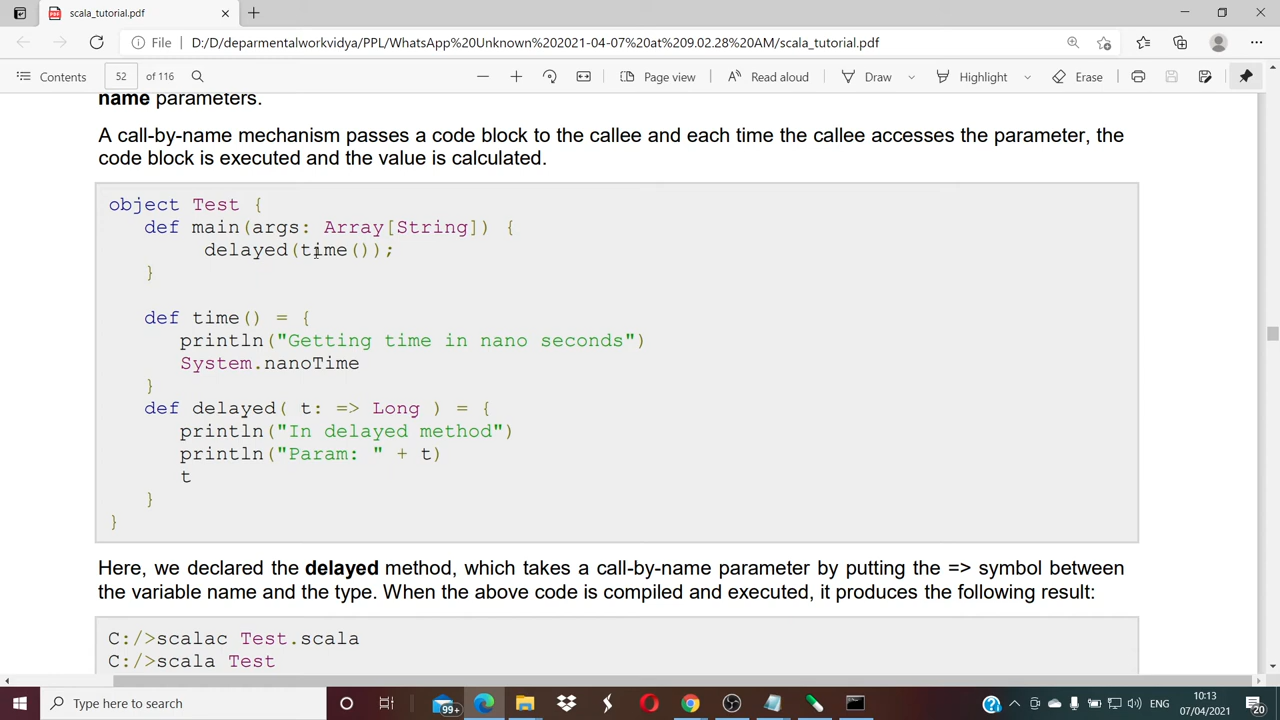 scala_tutorial.pdf
File D:/D/deparmentalworkvidya/PPL/WhatsApp%20Unknown%202021-04-07%20at%209.02.28%20AM/scala_tutorial.pdf
Contents 52 of 116 Page view Read aloud Draw Highlight Erase
name parameters.
A call-by-name mechanism passes a code block to the callee and each time the callee accesses the parameter, the
code block is executed and the value is calculated.
object Test {
def main(args: Array[String]) {
delayed(time());
}
def time() = {
println("Getting time in nano seconds")
System.nanoTime
}
def delayed( t: => Long ) = {
println("In delayed method")
println("Param: " + t)
t
}
}
Here, we declared the delayed method, which takes a call-by-name parameter by putting the => symbol between
the variable name and the type. When the above code is compiled and executed, it produces the following result:
C:/>scalac Test.scala
C:/>scala Test
Type here to search
99+
ENG
10:13
07/04/2021
20